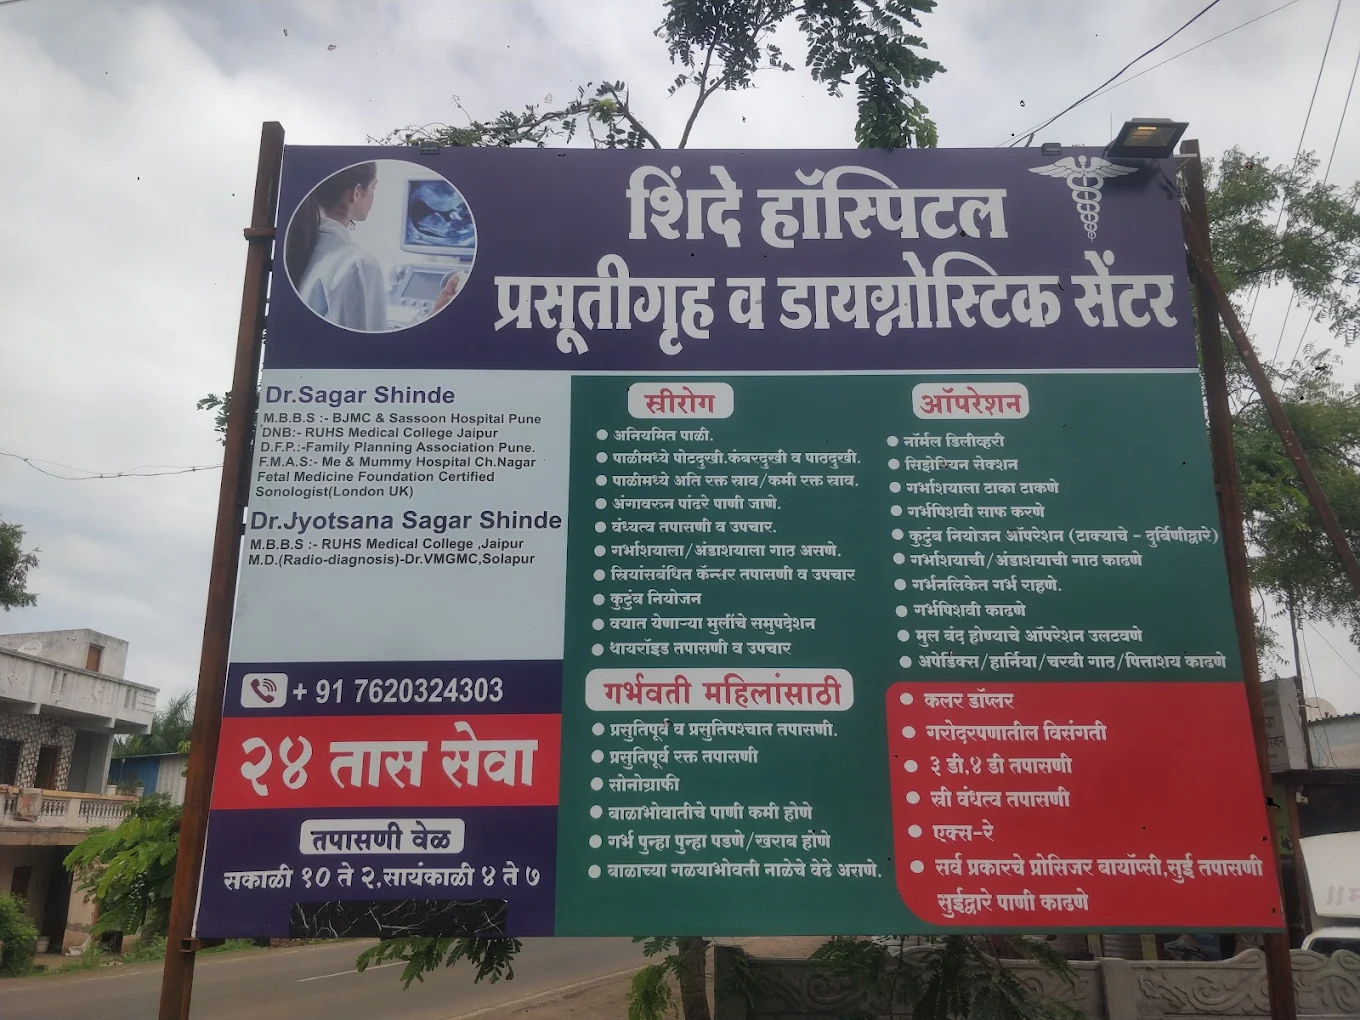 शिंदे हॉस्पिटल
प्रसूतीगृह व डायग्नोस्टिक सेंटर
Dr.Sagar Shinde
M.B.B.S :- BJMC & Sassoon Hospital Pune
DNB:- RUHS Medical College Jaipur
D.F.P.:-Family Planning Association Pune.
F.M.A.S:- Me & Mummy Hospital Ch.Nagar
Fetal Medicine Foundation Certified
Sonologist(London UK)
Dr.Jyotsana Sagar Shinde
M.B.B.S :- RUHS Medical College ,Jaipur
M.D.(Radio-diagnosis)-Dr.VMGMC,Solapur
+ 91 7620324303
२४ तास सेवा
तपासणी वेळ
सकाळी १० ते २,सायंकाळी ४ ते ७
स्त्रीरोग
अनियमित पाळी.
पाळीमध्ये पोटदुखी.कंबरदुखी व पाठदुखी.
पाळीमध्ये अति रक्त स्राव/कमी रक्त स्राव.
अंगावरुन पांढरे पाणी जाणे.
वंध्यत्व तपासणी व उपचार.
गर्भाशयाला/अंडाशयाला गाठ असणे.
स्त्रियांसंबंधित कॅन्सर तपासणी व उपचार
कुटुंब नियोजन
वयात येणाऱ्या मुलींचे समुपदेशन
थायरॉइड तपासणी व उपचार
गर्भवती महिलांसाठी
प्रसुतिपूर्व व प्रसुतिपश्चात तपासणी.
प्रसुतिपूर्व रक्त तपासणी
सोनोग्राफी
बाळाभोवातीचे पाणी कमी होणे
गर्भ पुन्हा पुन्हा पडणे/खराब होणे
बाळाच्या गळयाभोवती नाळेचे वेढे असणे.
ऑपरेशन
नॉर्मल डिलीव्हरी
सिझेरियन सेक्शन
गर्भाशयाला टाका टाकणे
गर्भपिशवी साफ करणे
कुटुंब नियोजन ऑपरेशन (टाक्याचे - दुर्बिणीद्वारे)
गर्भाशयाची/अंडाशयाची गाठ काढणे
गर्भनलिकेत गर्भ राहणे.
गर्भपिशवी काढणे
मुल बंद होण्याचे ऑपरेशन उलटवणे
अपेंडिक्स/हार्निया/चरबी गाठ/पित्ताशय काढणे
कलर डॉप्लर
गरोदरपणातील विसंगती
३ डी,४ डी तपासणी
स्त्री वंधत्व तपासणी
एक्स-रे
सर्व प्रकारचे प्रोसिजर बायॉप्सी,सुई तपासणी
सुईद्वारे पाणी काढणे